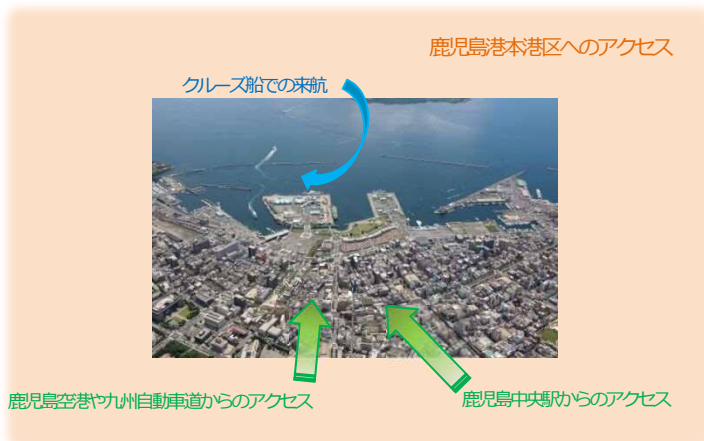 鹿児島港本港区へのアクセス
クルーズ船での来航
鹿児島空港や九州自動車道からのアクセス
鹿児島中央駅からのアクセス